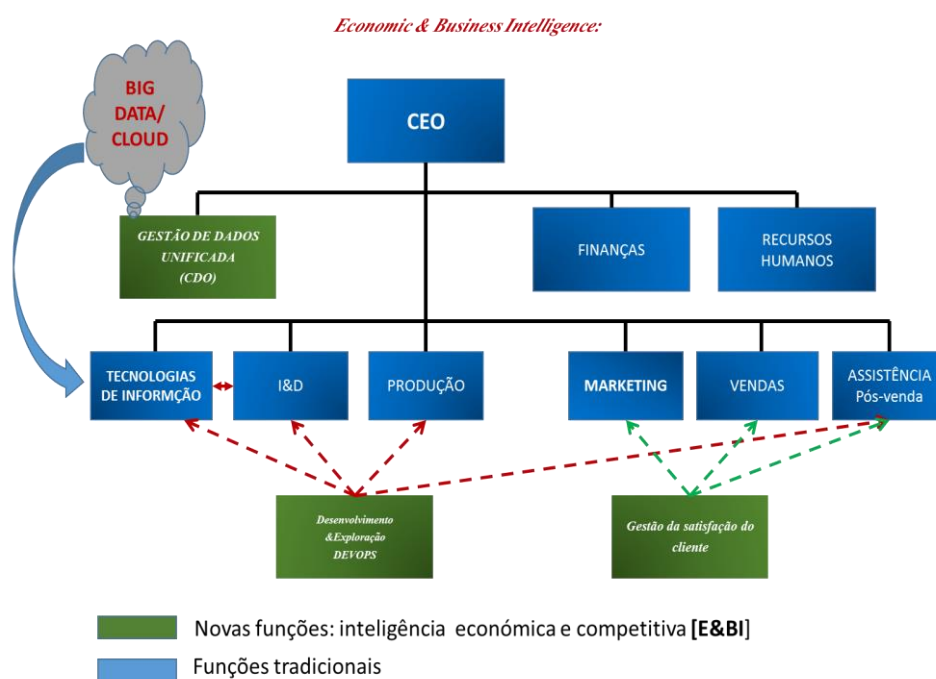 Economic & Business Intelligence:
BIG
DATA/
CLOUD
CEO
GESTÃO DE DADOS
UNIFICADA
(CDO)
FINANÇAS
RECURSOS
HUMANOS
TECNOLOGIAS
DE INFORMÇÃO
I&D
PRODUÇÃO
MARKETING
VENDAS
ASSISTÊNCIA
Pós-venda
Desenvolvimento
&Exploração
DEVOPS
Gestão da satisfação do
cliente
Novas funções: inteligência económica e competitiva [E&BI]
Funções tradicionais